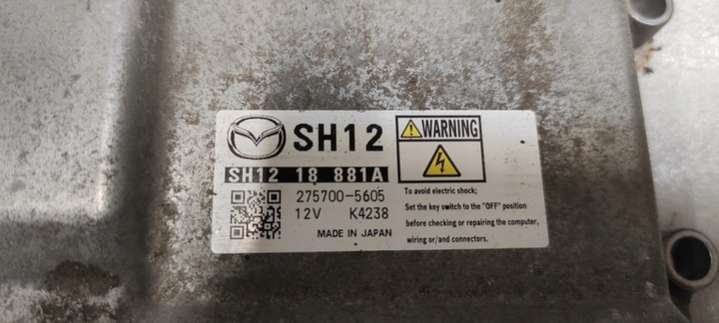 SH12
SH12 18 881A
275700-5605
12V K4238
MADE IN JAPAN
WARNING
To avoid electric shock;
Set the key switch to the "OFF" position
before checking or repairing the computer,
wiring or/and connectors.